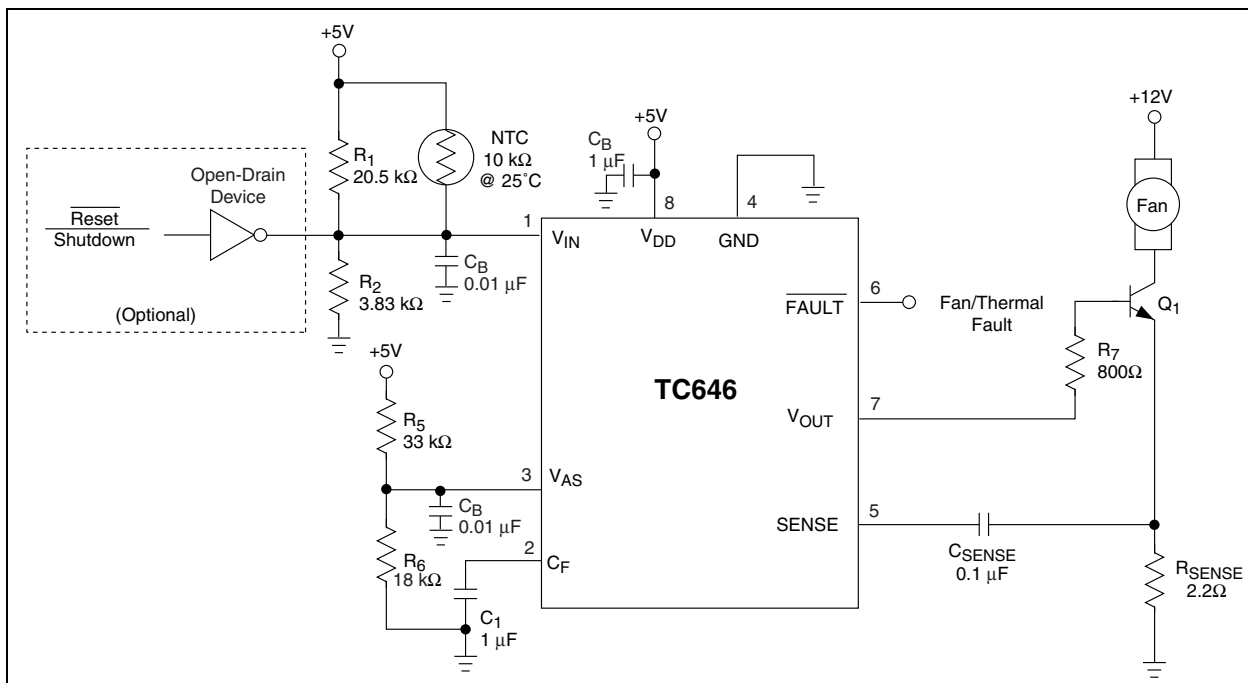 +5V
R1
20.5 kΩ
NTC
10 kΩ
@ 25˚C
Open-Drain
Device
Reset
Shutdown
(Optional)
R2
3.83 kΩ
CB
0.01 µF
+5V
CB
1 µF
8
4
1
VIN
VDD
GND
+12V
Fan
Q1
6
FAULT
Fan/Thermal
Fault
R7
800Ω
TC646
7
VOUT
+5V
R5
33 kΩ
3
VAS
CB
0.01 µF
R6
18 kΩ
2
CF
C1
1 µF
5
SENSE
CSENSE
0.1 µF
RSENSE
2.2Ω